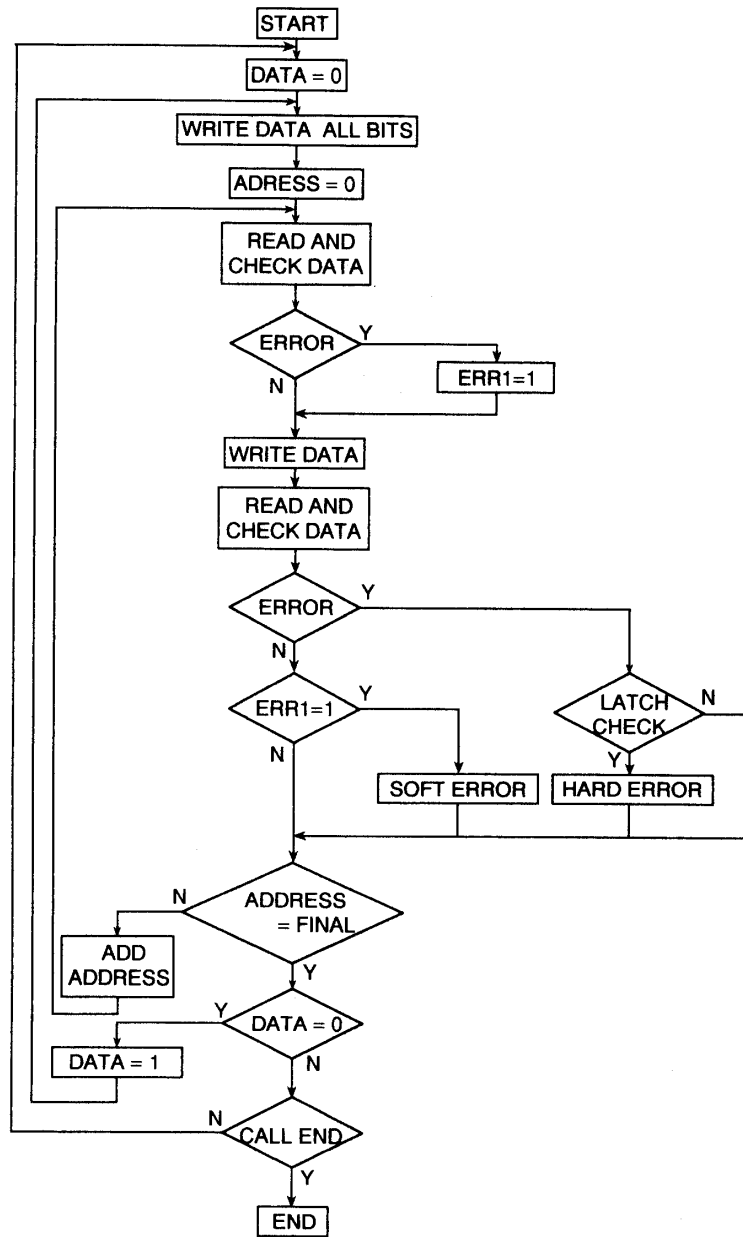 START
DATA = 0
WRITE DATA ALL BITS
ADRESS = 0
READ AND
CHECK DATA
ERROR
Y
N
ERR1=1
WRITE DATA
READ AND
CHECK DATA
ERROR
Y
N
ERR1=1
Y
N
LATCH
CHECK
N
Y
SOFT ERROR
HARD ERROR
ADDRESS
= FINAL
N
Y
ADD
ADDRESS
DATA = 0
Y
N
DATA = 1
CALL END
N
Y
END